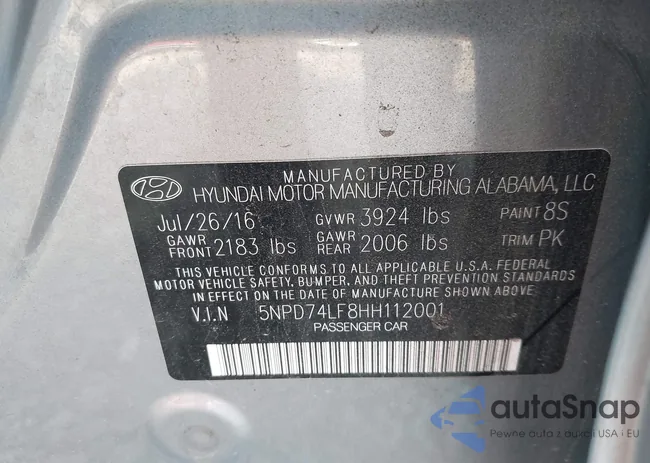 MANUFACTURED BY
HYUNDAI MOTOR MANUFACTURING ALABAMA, LLC
Jul/26/16 GVWR 3924 lbs PAINT 8S
GAWR FRONT 2183 lbs GAWR REAR 2006 lbs TRIM PK
THIS VEHICLE CONFORMS TO ALL APPLICABLE U.S.A. FEDERAL
MOTOR VEHICLE SAFETY, BUMPER, AND THEFT PREVENTION STANDARDS
IN EFFECT ON THE DATE OF MANUFACTURE SHOWN ABOVE
V.I.N 5NPD74LF8HH112001
PASSENGER CAR
autaSnap
Pewne auta z aukcji USA i EU